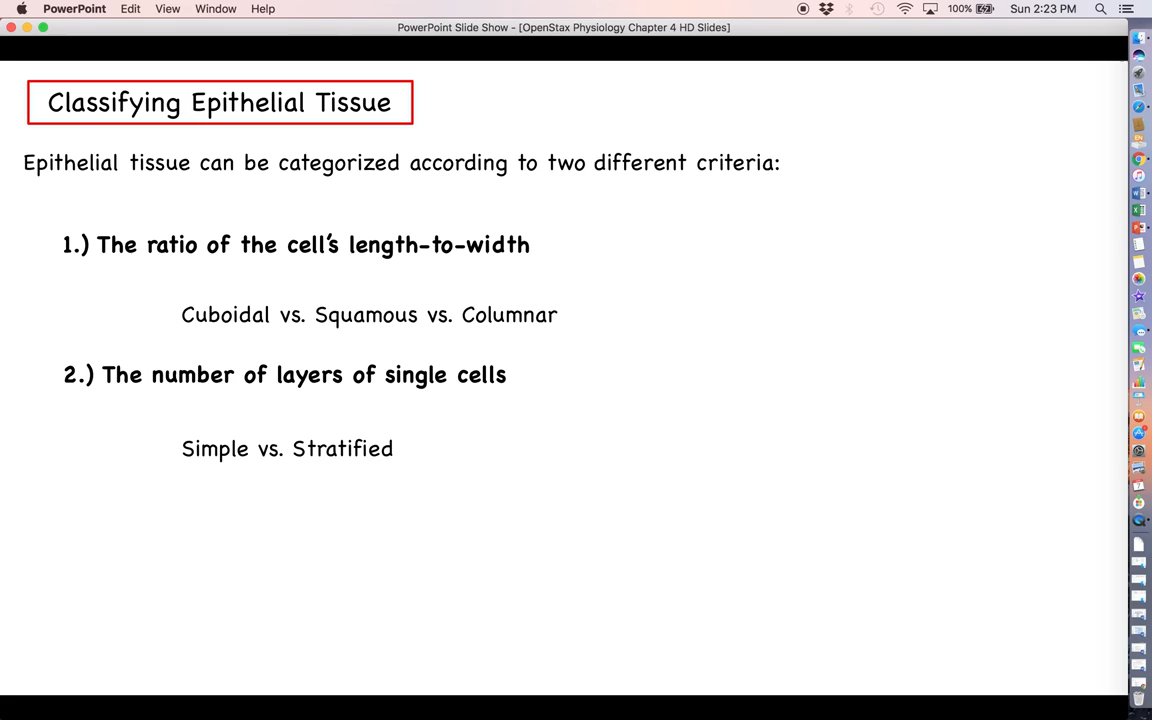 PowerPoint Edit View Window Help 100% Sun 2:23 PM
PowerPoint Slide Show - [OpenStax Physiology Chapter 4 HD Slides]
Classifying Epithelial Tissue
Epithelial tissue can be categorized according to two different criteria:
1.) The ratio of the cell's length-to-width
Cuboidal vs. Squamous vs. Columnar
2.) The number of layers of single cells
Simple vs. Stratified